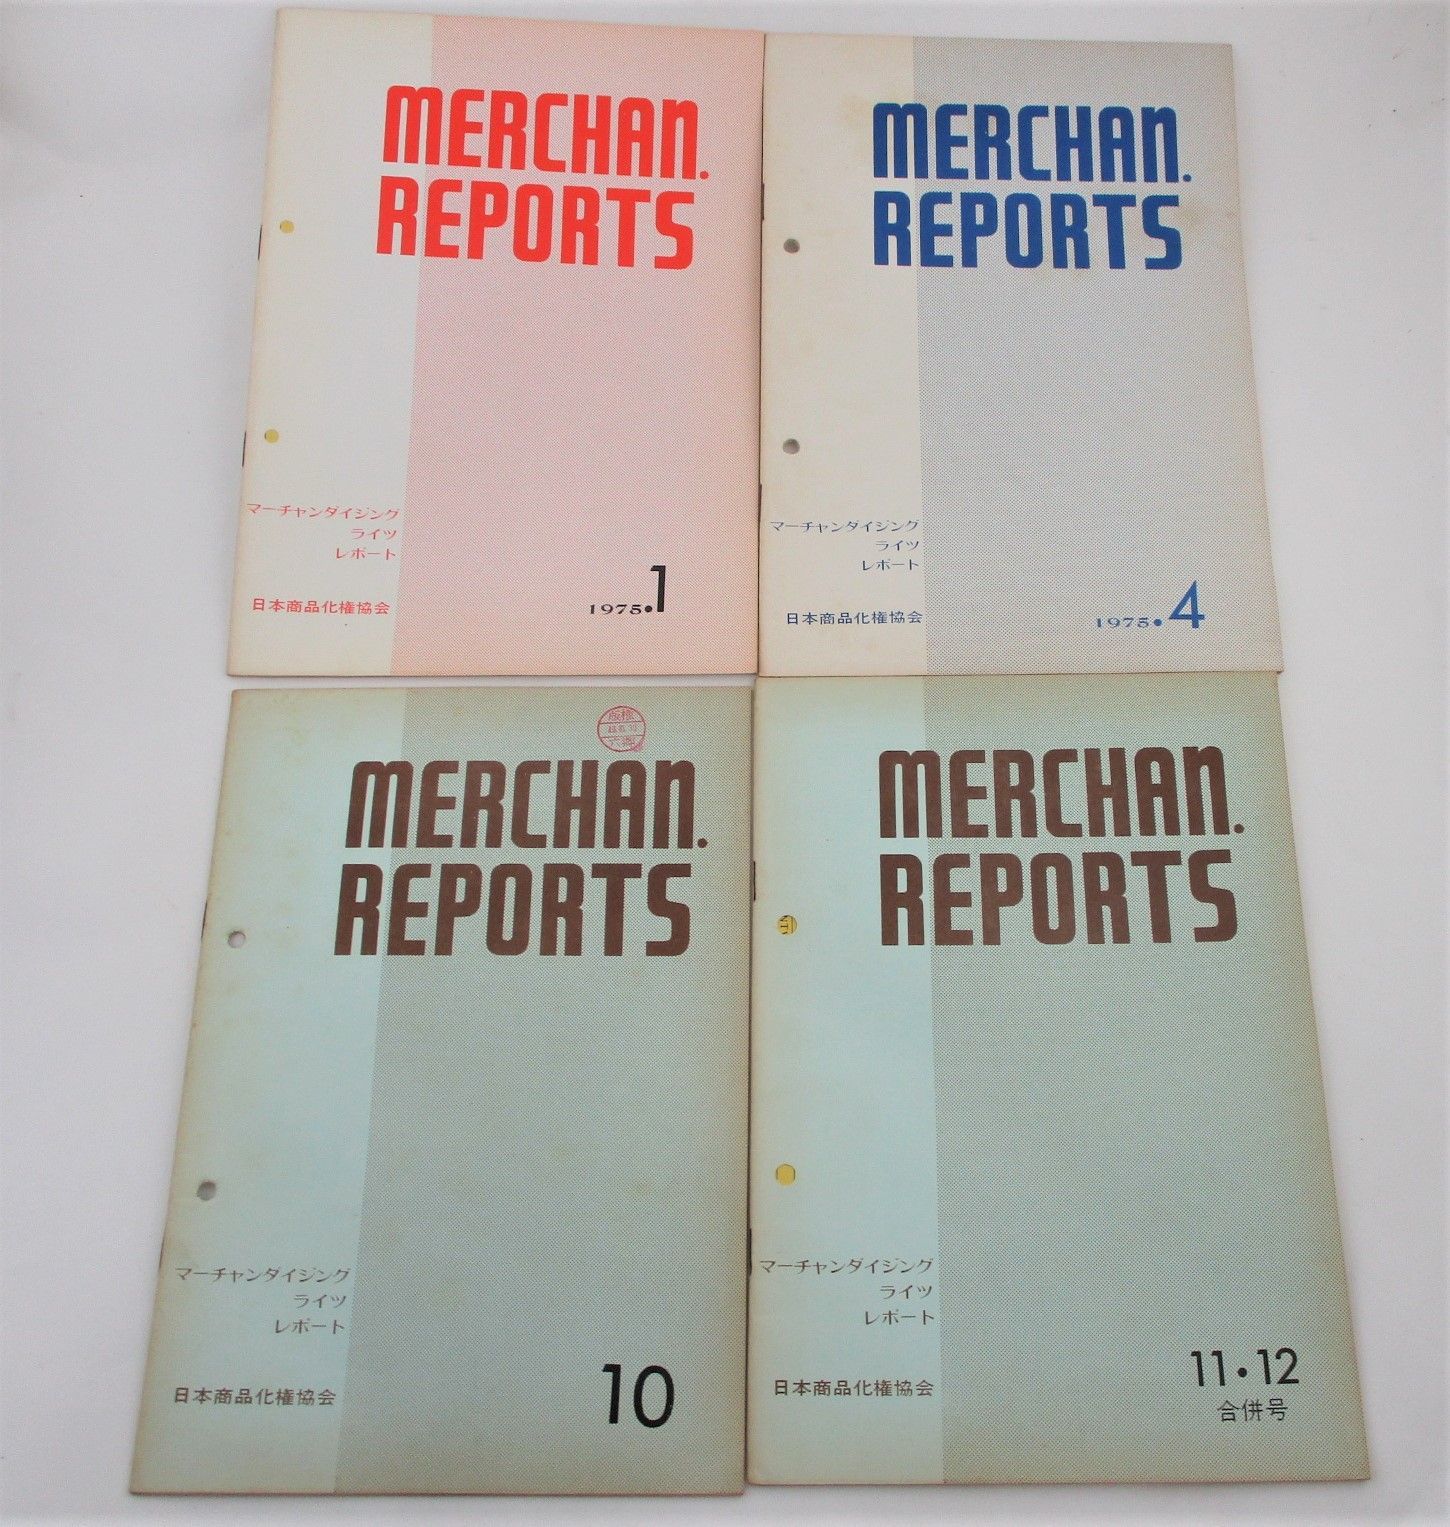 MERCHAN.
REPORTS
マーチャンダイジング
ライツ
レポート
日本商品化権協会
1975•1
MERCHAN.
REPORTS
マーチャンダイジング
ライツ
レポート
日本商品化権協会
1975•4
MERCHAN.
REPORTS
マーチャンダイジング
ライツ
レポート
日本商品化権協会
10
MERCHAN.
REPORTS
マーチャンダイジング
ライツ
レポート
日本商品化権協会
11•12
合併号